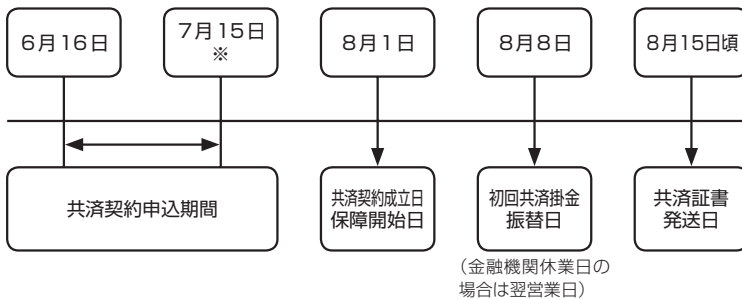 6月16日
7月15日
※
8月1日
8月8日
8月15日頃
共済契約申込期間
共済契約成立日
保障開始日
初回共済掛金
振替日
共済証書
発送日
（金融機関休業日の
場合は翌営業日）